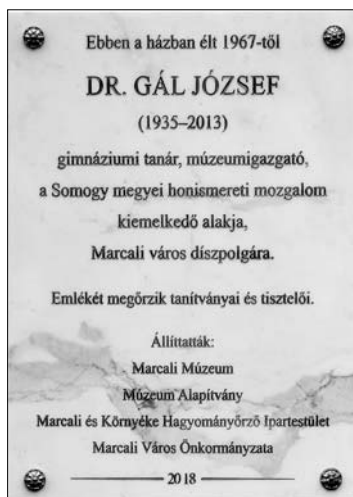 Ebben a házban élt 1967-től
DR. GÁL JÓZSEF
(1935–2013)
gimnáziumi tanár, múzeumigazgató,
a Somogy megyei honismereti mozgalom
kiemelkedő alakja,
Marcali város díszpolgára.
Emlékét megőrzik tanítványai és tisztelői.
Állíttatták:
Marcali Múzeum
Múzeum Alapítvány
Marcali és Környéke Hagyományőrző Ipartestület
Marcali Város Önkormányzata
2018